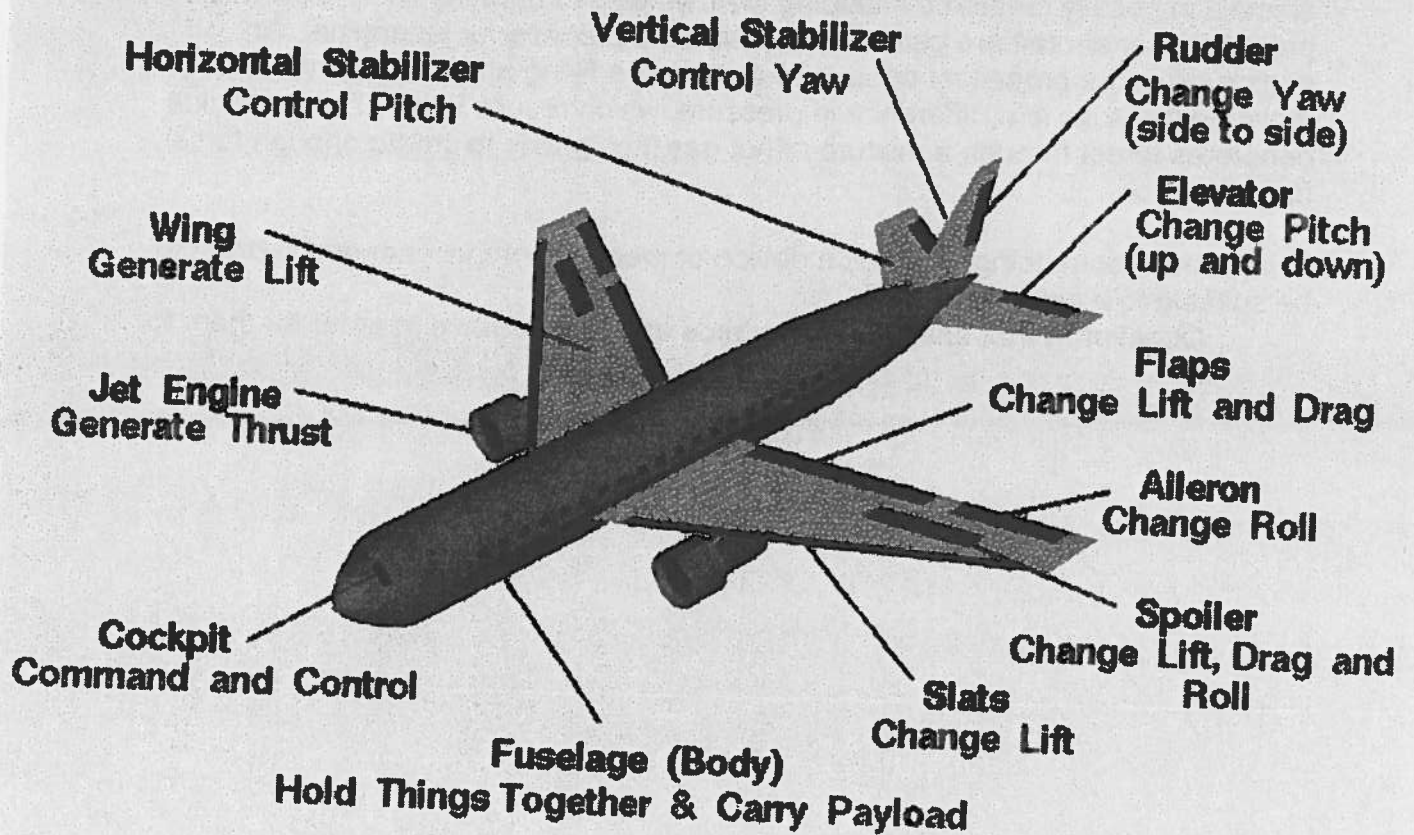 Vertical Stabilizer
Control Yaw
Horizontal Stabilizer
Control Pitch
Rudder
Change Yaw
(side to side)
Elevator
Change Pitch
(up and down)
Wing
Generate Lift
Jet Engine
Generate Thrust
Flaps
Change Lift and Drag
Aileron
Change Roll
Spoiler
Change Lift, Drag and
Roll
Slats
Change Lift
Cockpit
Command and Control
Fuselage (Body)
Hold Things Together & Carry Payload